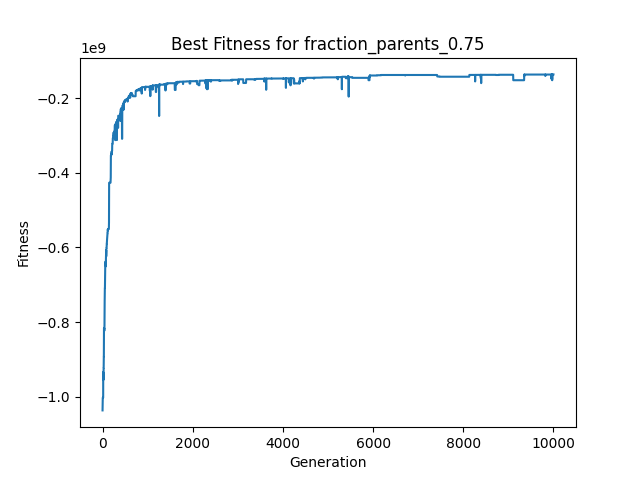 Best Fitness for fraction_parents_0.75
1e9
−0.2
−0.4
−0.6
−0.8
−1.0
Fitness
0 2000 4000 6000 8000 10000
Generation